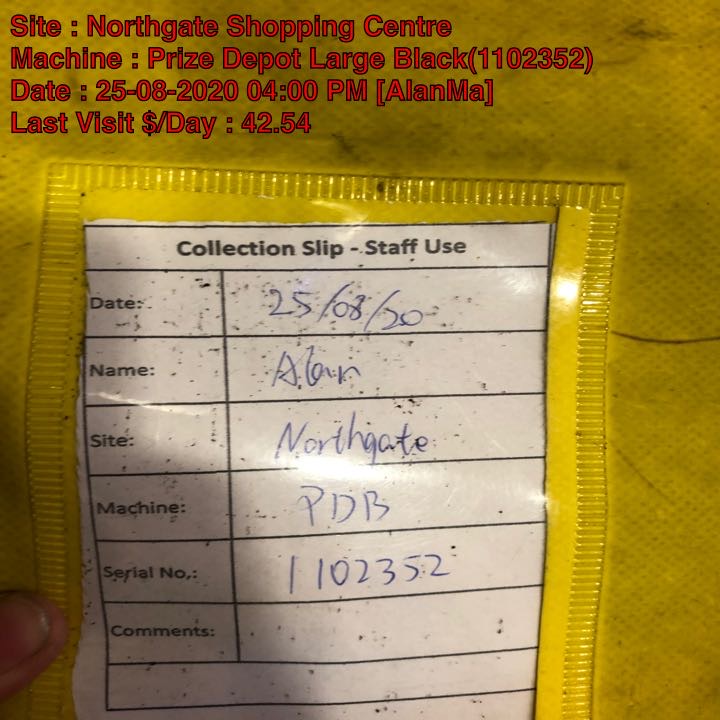 Site : Northgate Shopping Centre
Machine : Prize Depot Large Black(1102352)
Date : 25-08-2020 04:00 PM [AlanMa]
Last Visit $/Day : 42.54
Collection Slip - Staff Use
Date: 25/08/20
Name: Alan
Site: Northgate
Machine: PDB
Serial No.: 1102352
Comments: